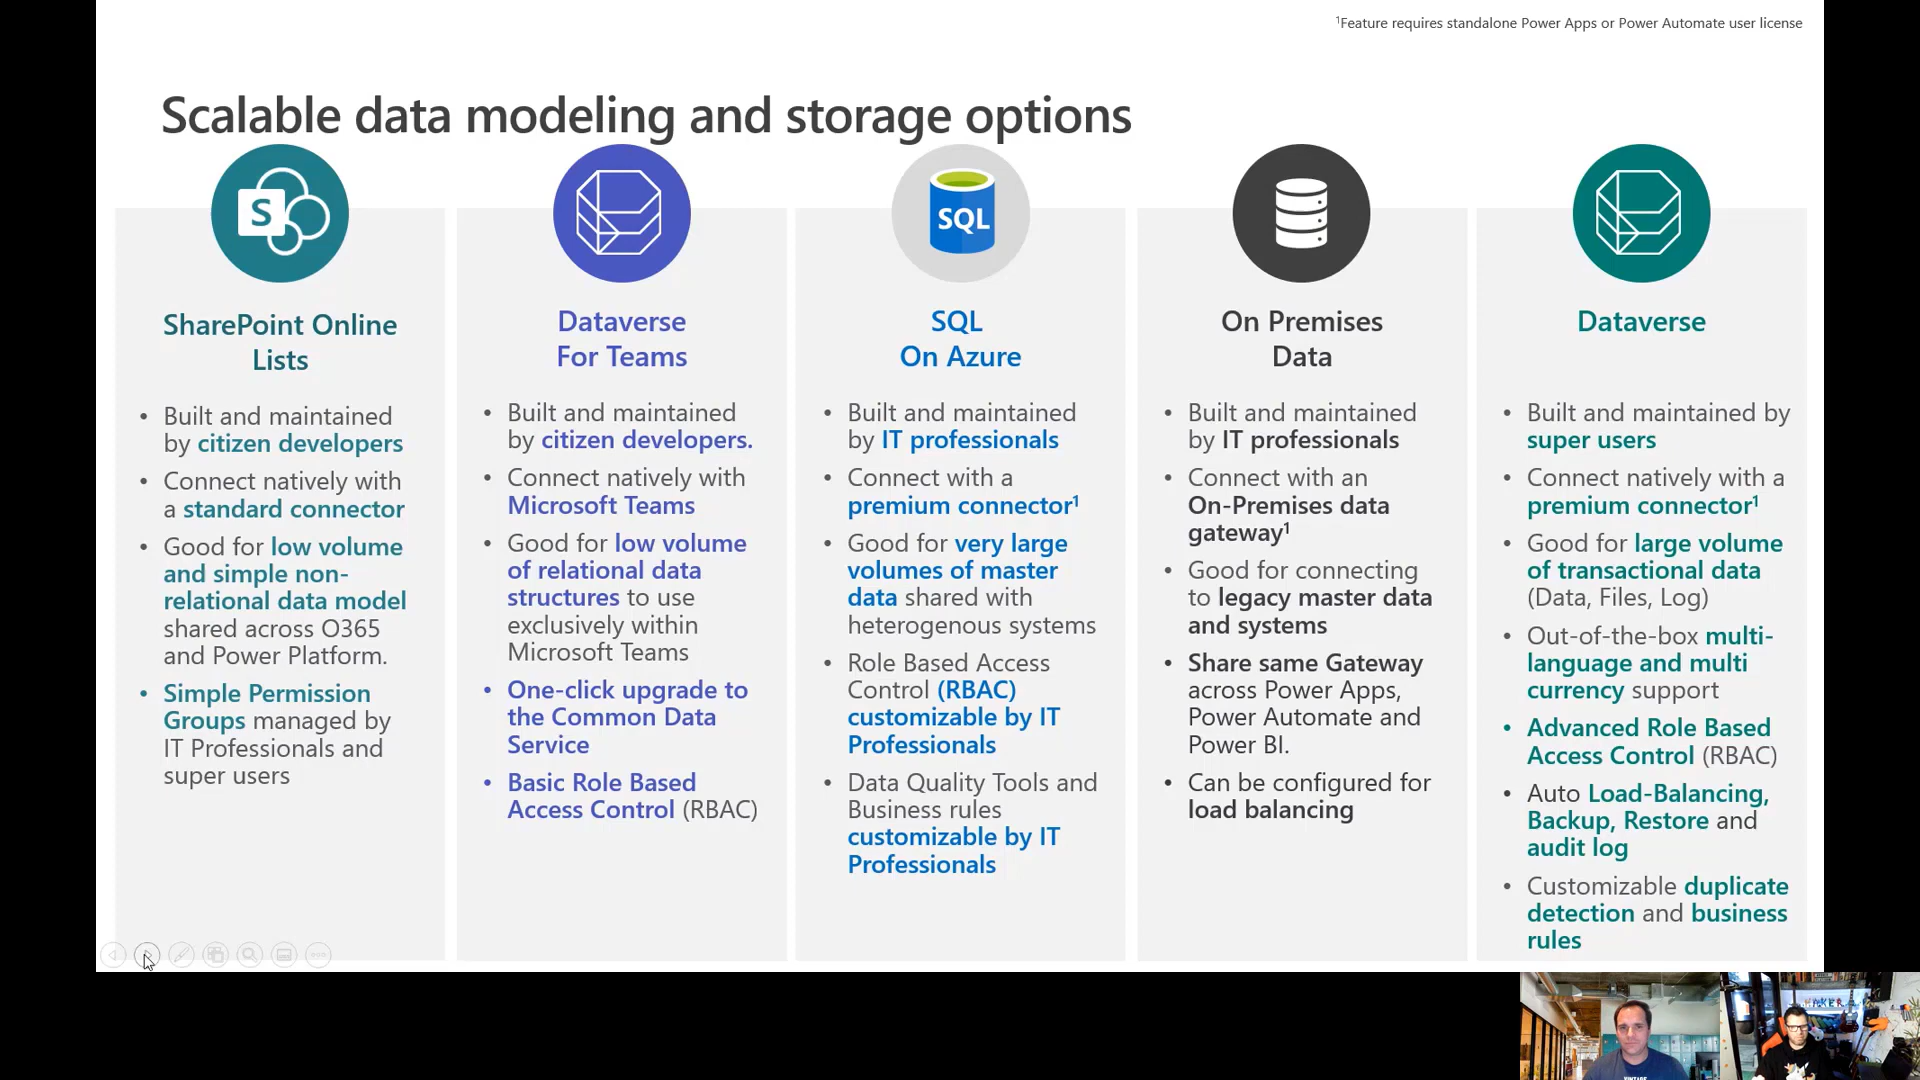 ¹Feature requires standalone Power Apps or Power Automate user license
Scalable data modeling and storage options
S
SharePoint Online
Lists
• Built and maintained
by citizen developers
• Connect natively with
a standard connector
• Good for low volume
and simple non-
relational data model
shared across O365
and Power Platform.
• Simple Permission
Groups managed by
IT Professionals and
super users
Dataverse
For Teams
• Built and maintained
by citizen developers.
• Connect natively with
Microsoft Teams
• Good for low volume
of relational data
structures to use
exclusively within
Microsoft Teams
• One-click upgrade to
the Common Data
Service
• Basic Role Based
Access Control (RBAC)
SQL
SQL
On Azure
• Built and maintained
by IT professionals
• Connect with a
premium connector¹
• Good for very large
volumes of master
data shared with
heterogenous systems
• Role Based Access
Control (RBAC)
customizable by IT
Professionals
• Data Quality Tools and
Business rules
customizable by IT
Professionals
On Premises
Data
• Built and maintained
by IT professionals
• Connect with an
On-Premises data
gateway¹
• Good for connecting
to legacy master data
and systems
• Share same Gateway
across Power Apps,
Power Automate and
Power BI.
• Can be configured for
load balancing
Dataverse
• Built and maintained by
super users
• Connect natively with a
premium connector¹
• Good for large volume
of transactional data
(Data, Files, Log)
• Out-of-the-box multi-
language and multi
currency support
• Advanced Role Based
Access Control (RBAC)
• Auto Load-Balancing,
Backup, Restore and
audit log
• Customizable duplicate
detection and business
rules